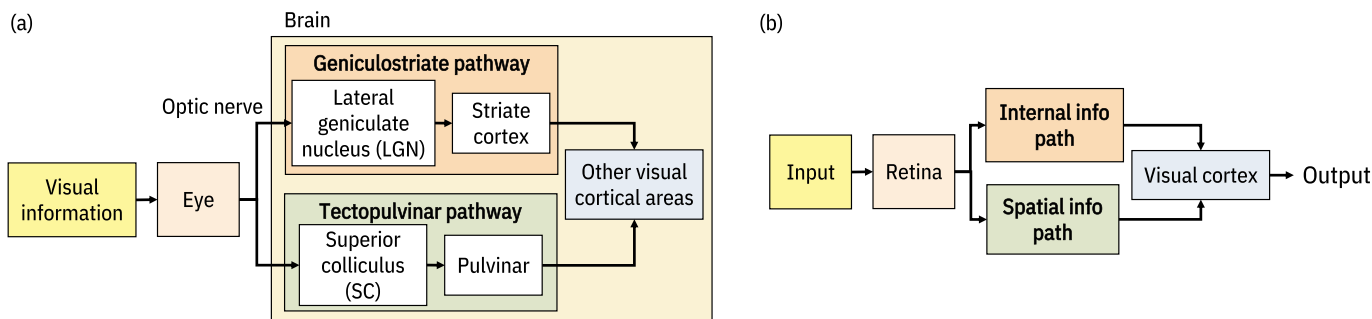 (a)
Brain
Geniculostriate pathway
Optic nerve
Lateral
geniculate
nucleus (LGN)
Striate
cortex
Visual
information
Eye
Other visual
cortical areas
Tectopulvinar pathway
Superior
colliculus
(SC)
Pulvinar
(b)
Input
Retina
Internal info
path
Spatial info
path
Visual cortex
Output